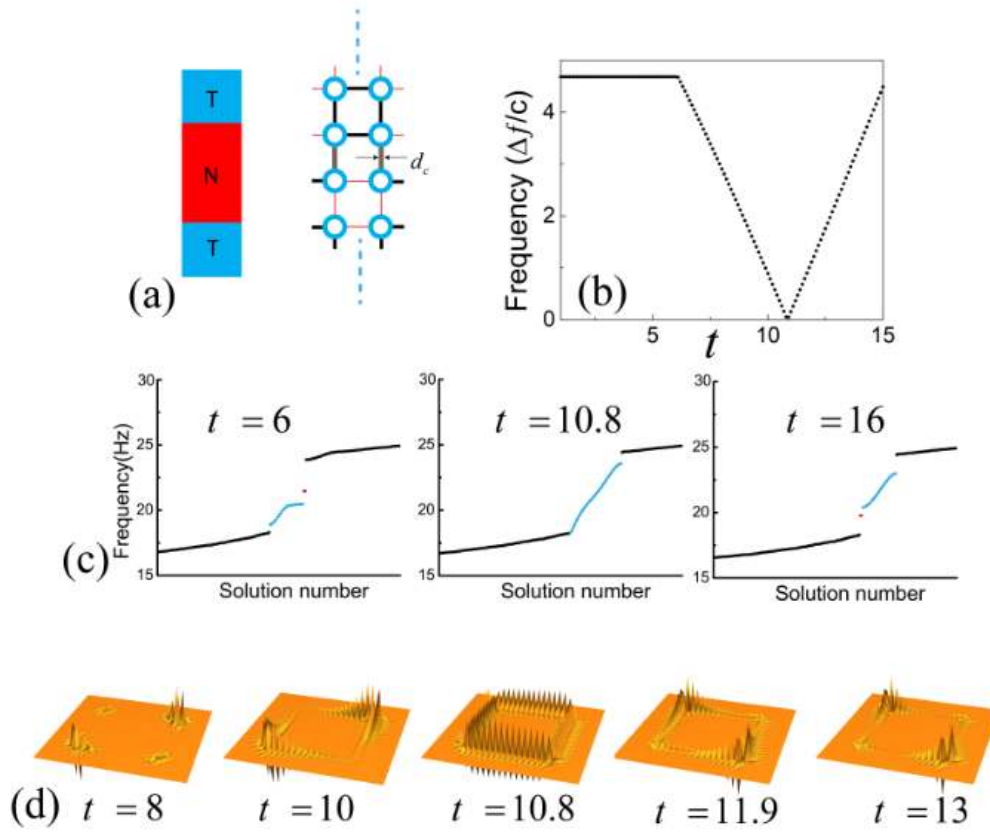 T
N
T
d_c
(a)
Frequency (Δf/c)
4
2
0
5
10
15
t
(b)
Frequency(Hz)
30
25
20
15
t = 6
Solution number
30
25
20
15
t = 10.8
Solution number
30
25
20
15
t = 16
Solution number
(c)
(d)
t = 8
t = 10
t = 10.8
t = 11.9
t = 13